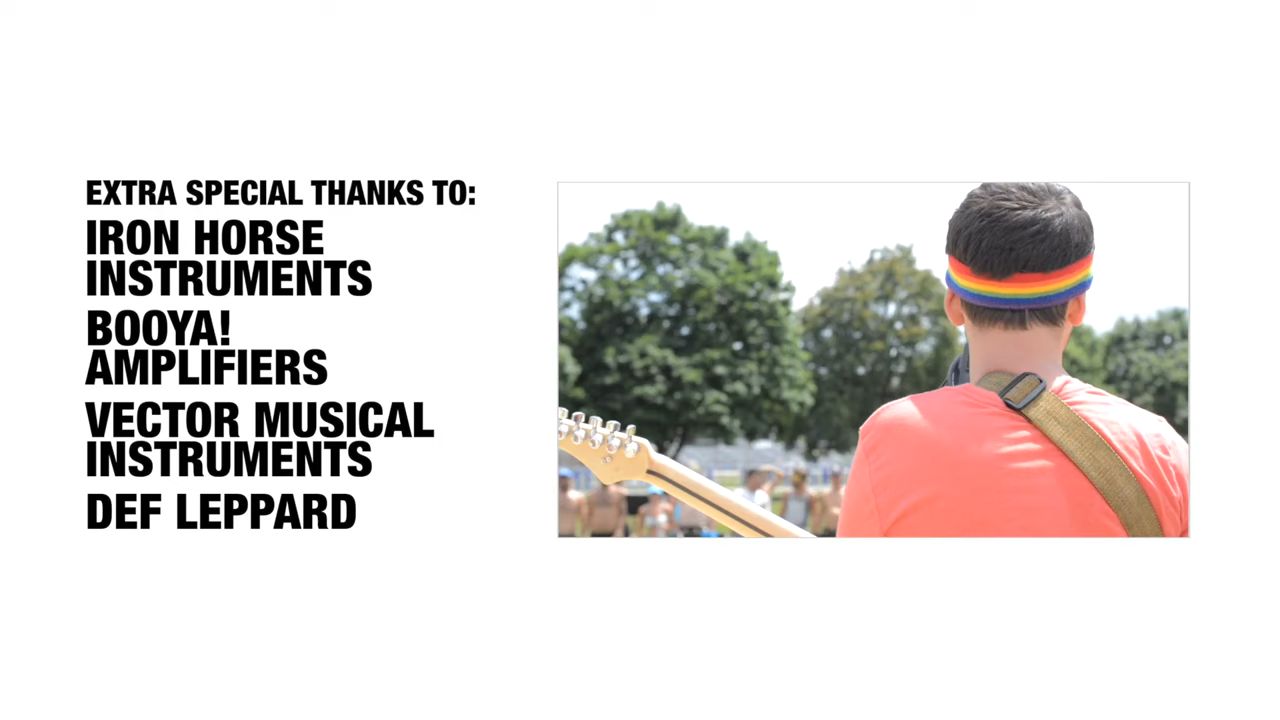 EXTRA SPECIAL THANKS TO:
IRON HORSE
INSTRUMENTS
BOOYA!
AMPLIFIERS
VECTOR MUSICAL
INSTRUMENTS
DEF LEPPARD